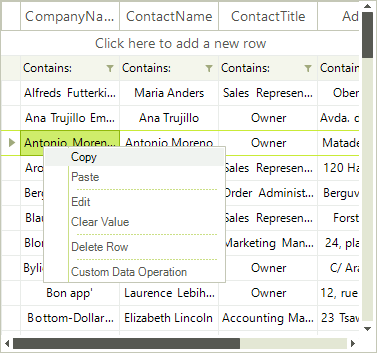 CompanyNa... ContactName ContactTitle Ad
Click here to add a new row
Contains: Contains: Contains: Contains:
Alfreds Futterki... Maria Anders Sales Represen... Ober
Ana Trujillo Em... Ana Trujillo Owner Avda. c
Antonio Moren... Antonio Moreno Owner Matade
Copy
Aro Sales Represen... 120 Ha
Paste
Berg Order Administ... Berguv
Edit
Blau Sales Represen... Forst
Clear Value
Blon Marketing Man... 24, pla
Delete Row
Bylie Owner C/ Ara
Custom Data Operation
Bon app' Laurence Lebih... Owner 12, rue
Bottom-Dollar... Elizabeth Lincoln Accounting Ma... 23 Tsaw